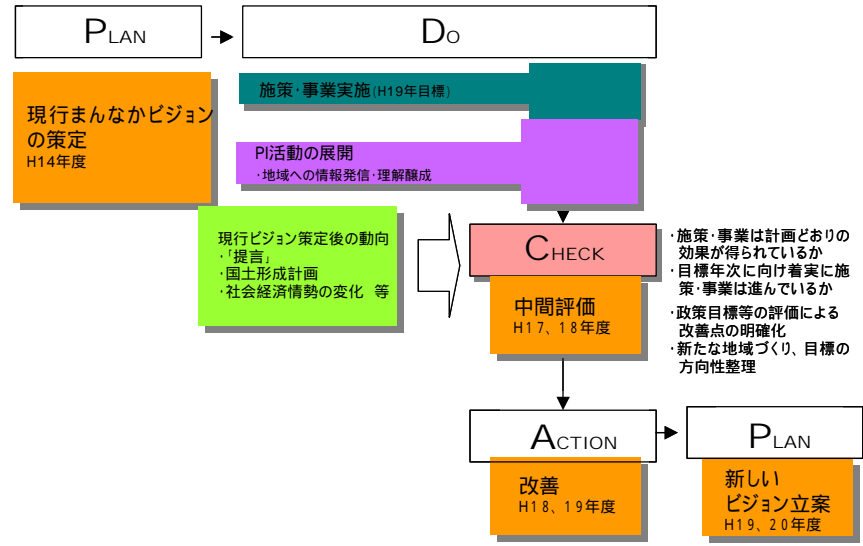 PLAN
DO
現行まんなかビジョン
の策定
H14年度
施策・事業実施(H19年目標)
PI活動の展開
・地域への情報発信・理解醸成
現行ビジョン策定後の動向
・「提言」
・国土形成計画
・社会経済情勢の変化 等
CHECK
中間評価
H17、18年度
・施策・事業は計画どおりの
効果が得られているか
・目標年次に向け着実に施
策・事業は進んでいるか
・政策目標等の評価による
改善点の明確化
・新たな地域づくり、目標の
方向性整理
ACTION
改善
H18、19年度
PLAN
新しい
ビジョン立案
H19、20年度